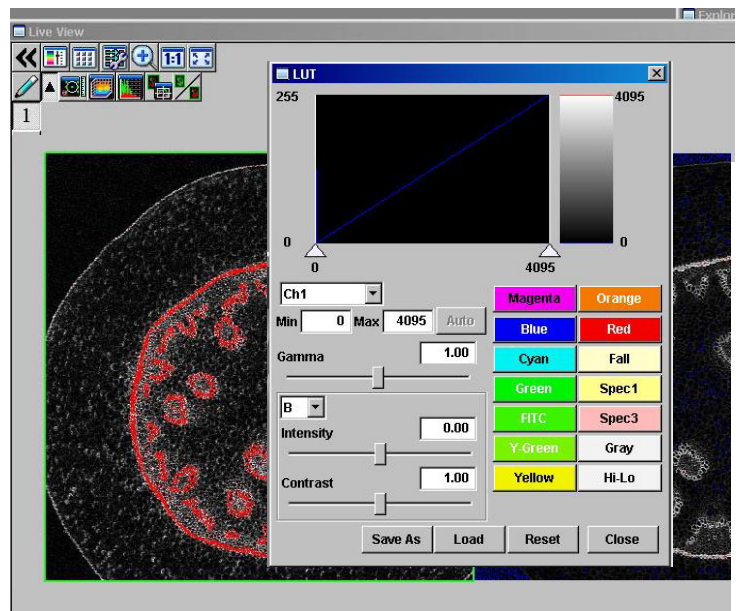 Explor
Live View
1:1
1
LUT
255
4095
0
0
0
4095
Ch1
Min 0 Max 4095 Auto
Gamma 1.00
B
Intensity 0.00
Contrast 1.00
Magenta Orange
Blue Red
Cyan Fall
Green Spec1
FITC Spec3
Y-Green Gray
Yellow Hi-Lo
Save As Load Reset Close